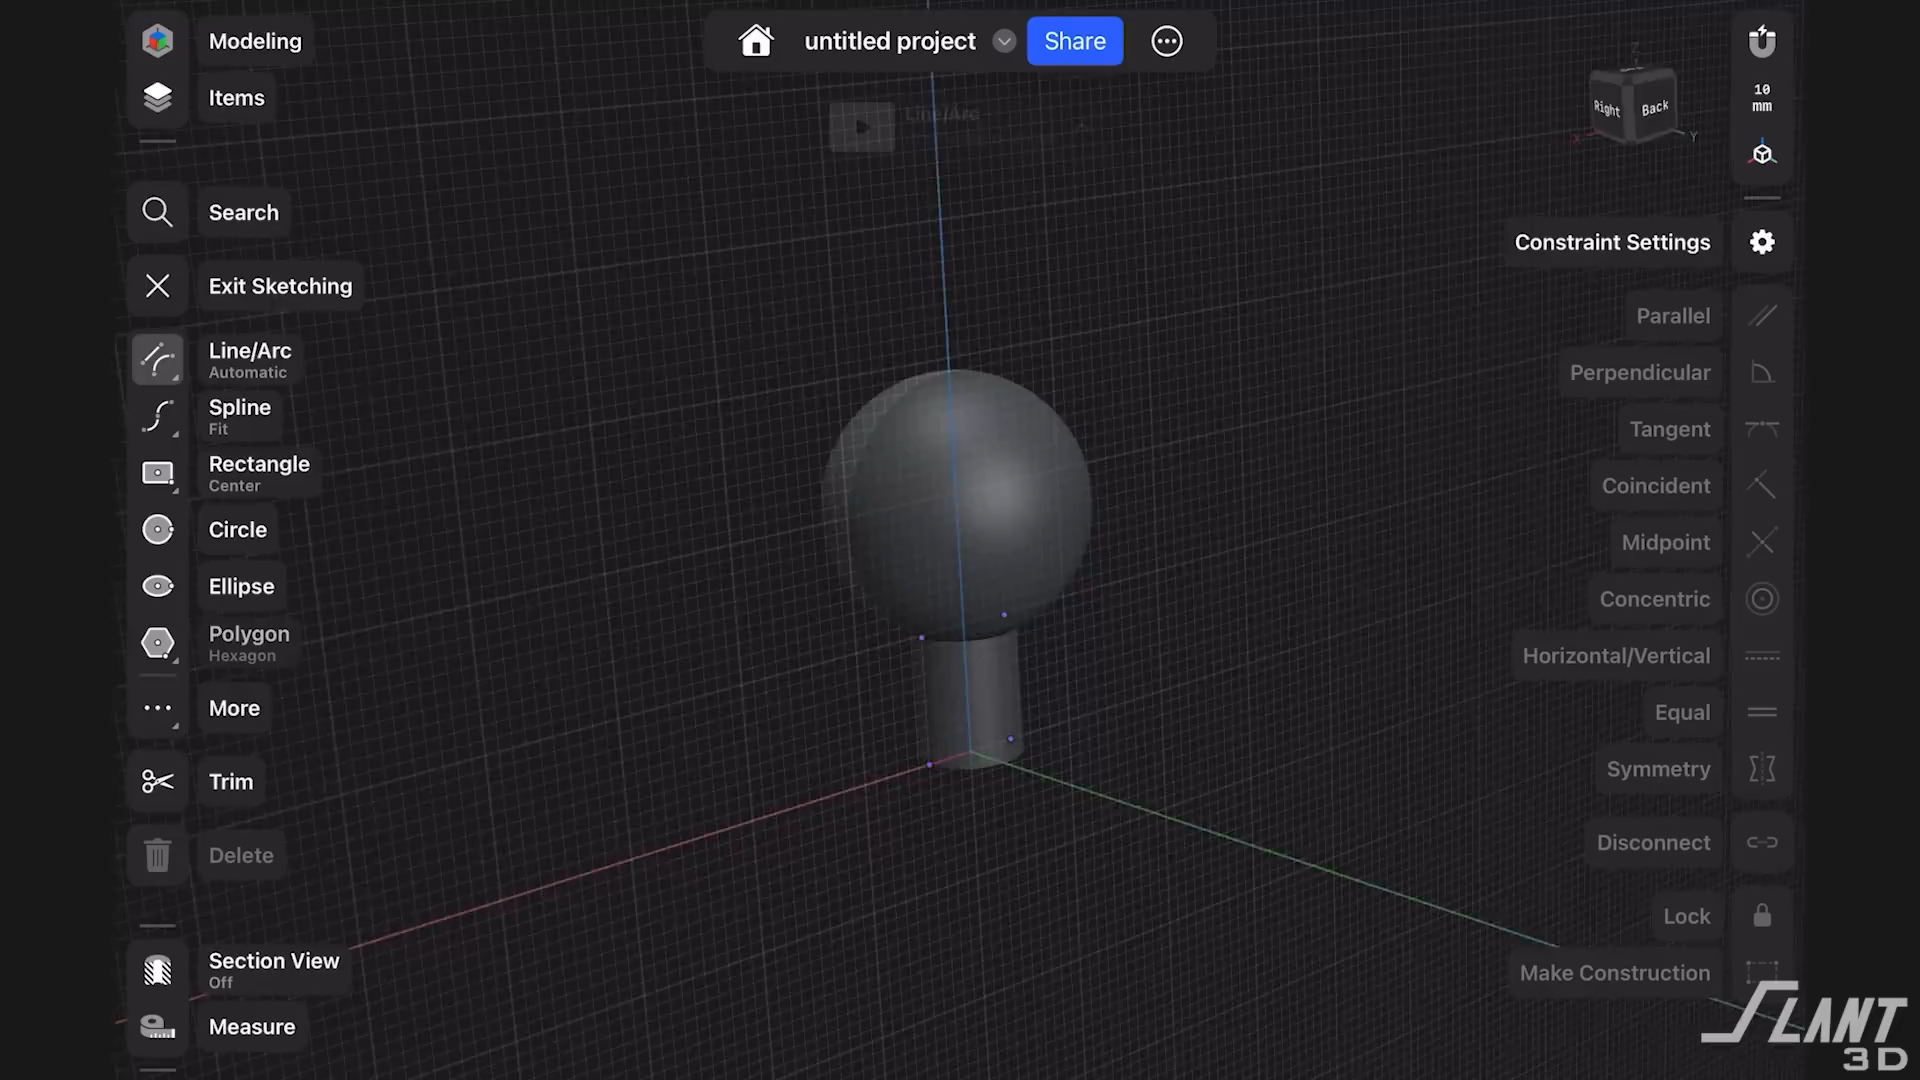 Modeling
Items
Search
Exit Sketching
Line/Arc
Automatic
Spline
Fit
Rectangle
Center
Circle
Ellipse
Polygon
Hexagon
More
Trim
Delete
Section View
Off
Measure
untitled project
Share
Line/Arc
Z
Right
Back
X
Y
10
mm
Constraint Settings
Parallel
Perpendicular
Tangent
Coincident
Midpoint
Concentric
Horizontal/Vertical
Equal
Symmetry
Disconnect
Lock
Make Construction
SLANT
3D